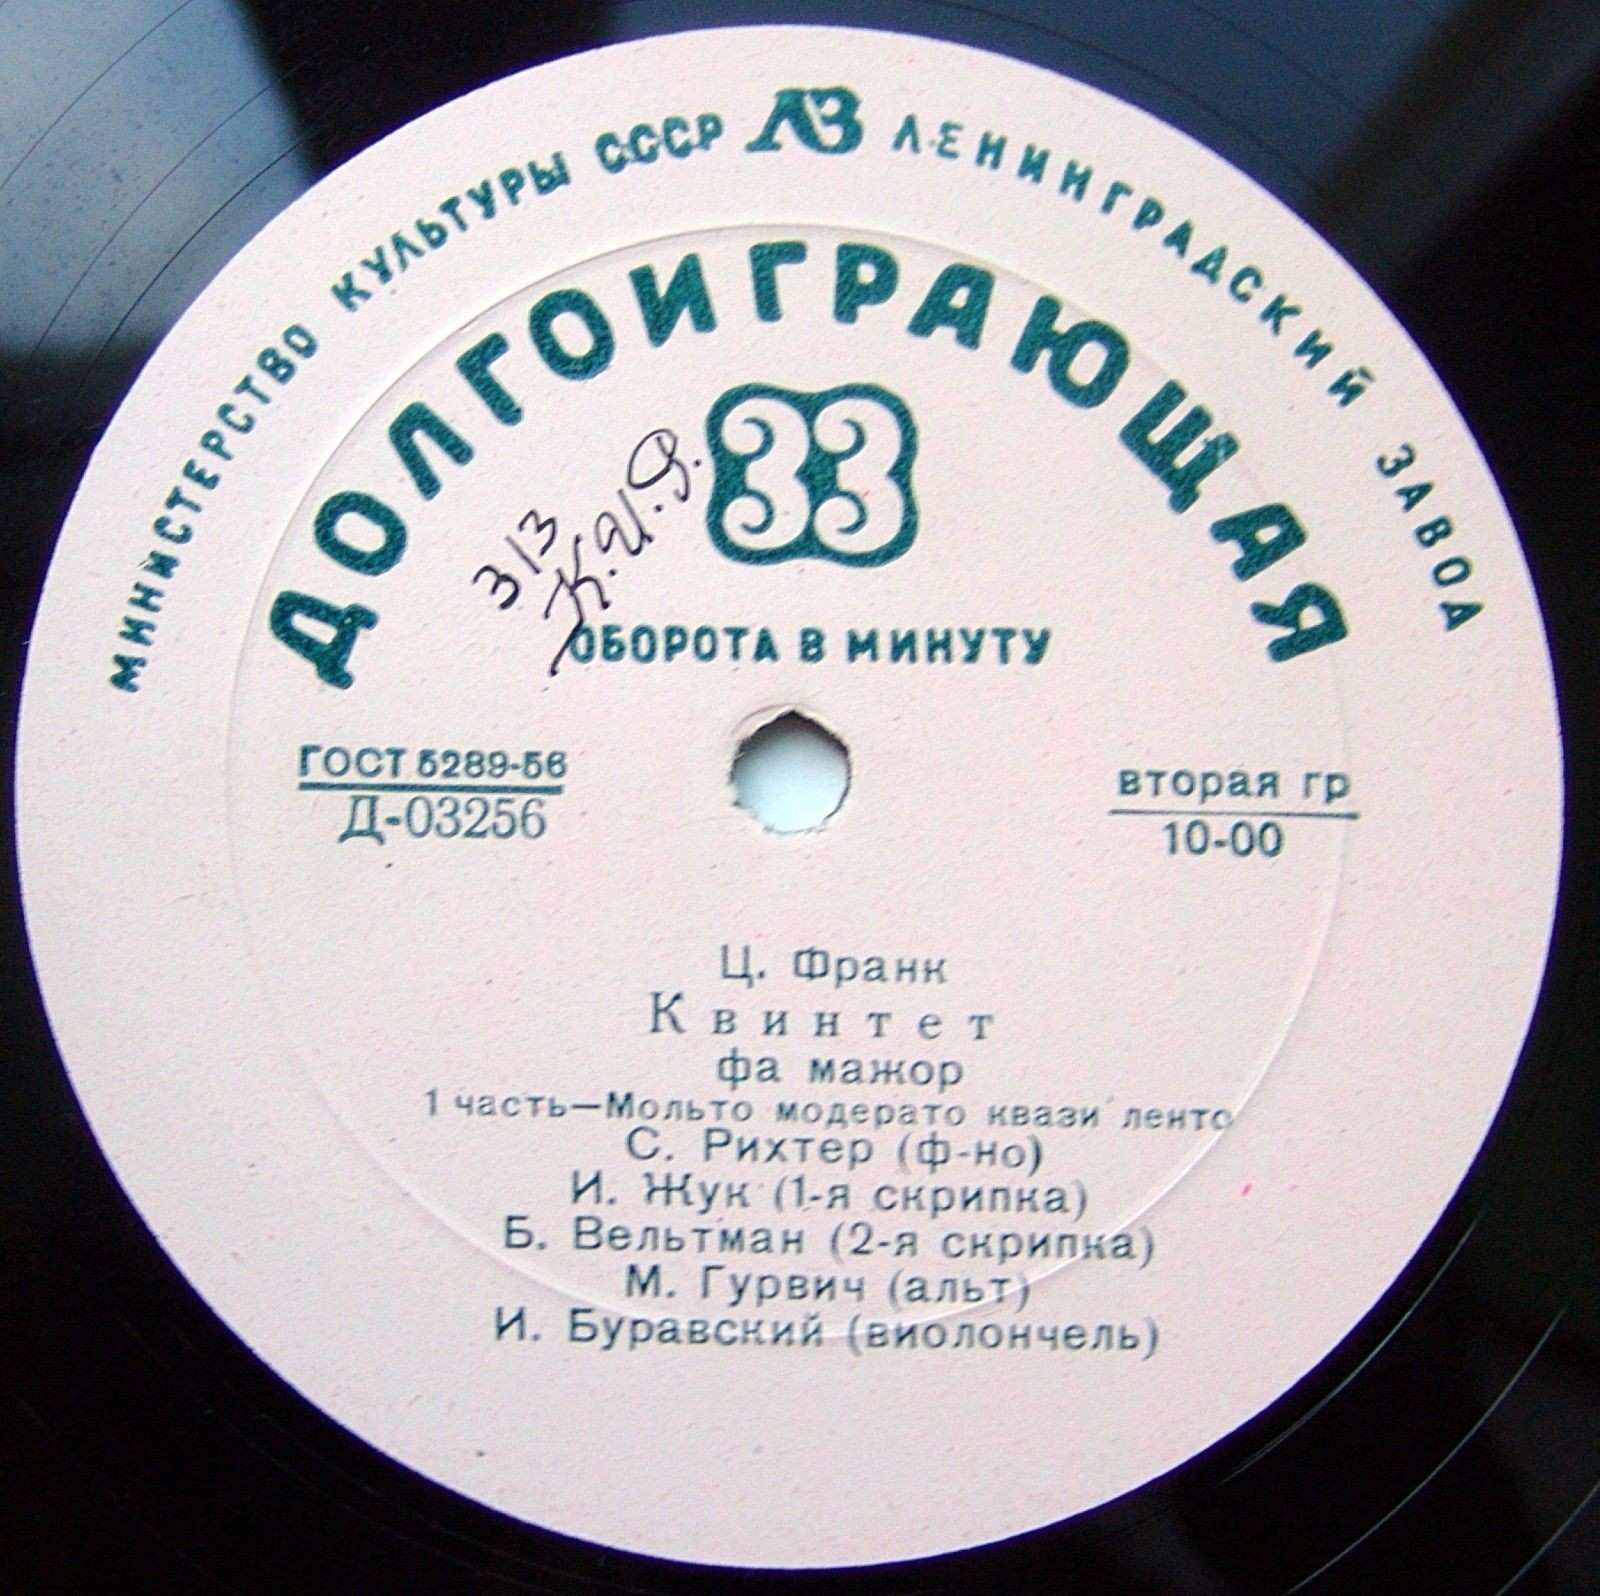 МИНИСТЕРСТВО КУЛЬТУРЫ СССР ЛЗ ЛЕНИНГРАДСКИЙ ЗАВОД
ДОЛГОИГРАЮЩАЯ
33
313
К.И.Я.
ОБОРОТА В МИНУТУ
ГОСТ 5289-56
Д-03256
вторая гр
10-00
Ц. Франк
Квинтет
фа мажор
1 часть—Мольто модерато квази ленто
С. Рихтер (ф-но)
И. Жук (1-я скрипка)
Б. Вельтман (2-я скрипка)
М. Гурвич (альт)
И. Буравский (виолончель)